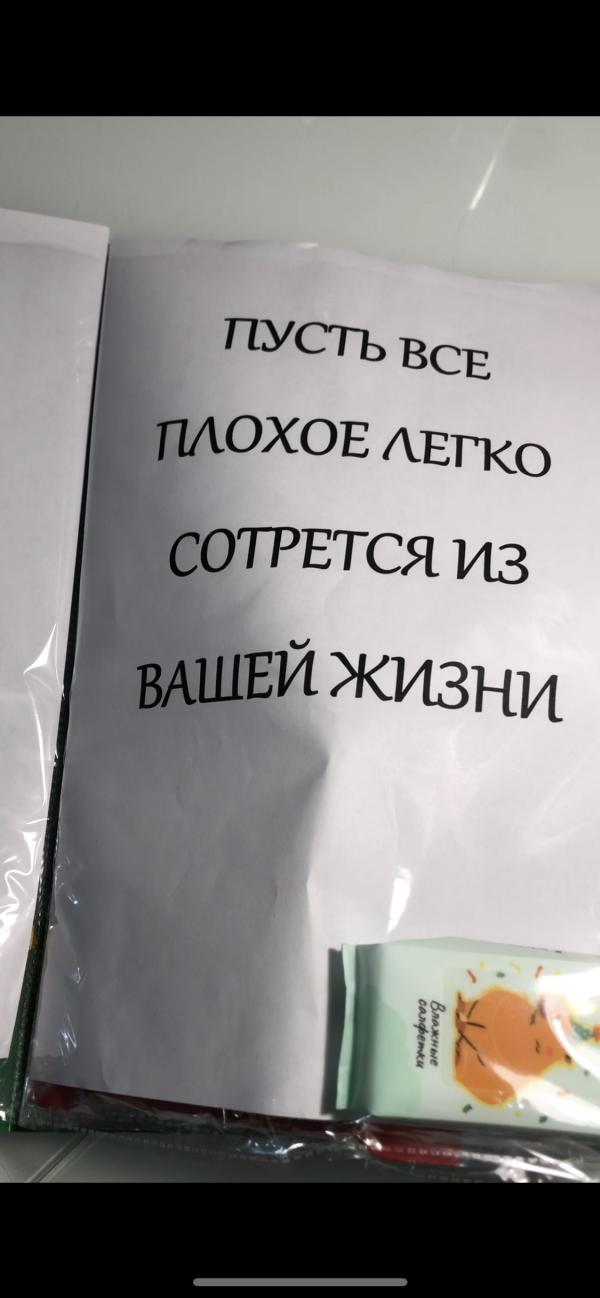 ПУСТЬ ВСЕ
ПЛОХОЕ ЛЕГКО
СОТРЕТСЯ ИЗ
ВАШЕЙ ЖИЗНИ
Влажные
салфетки